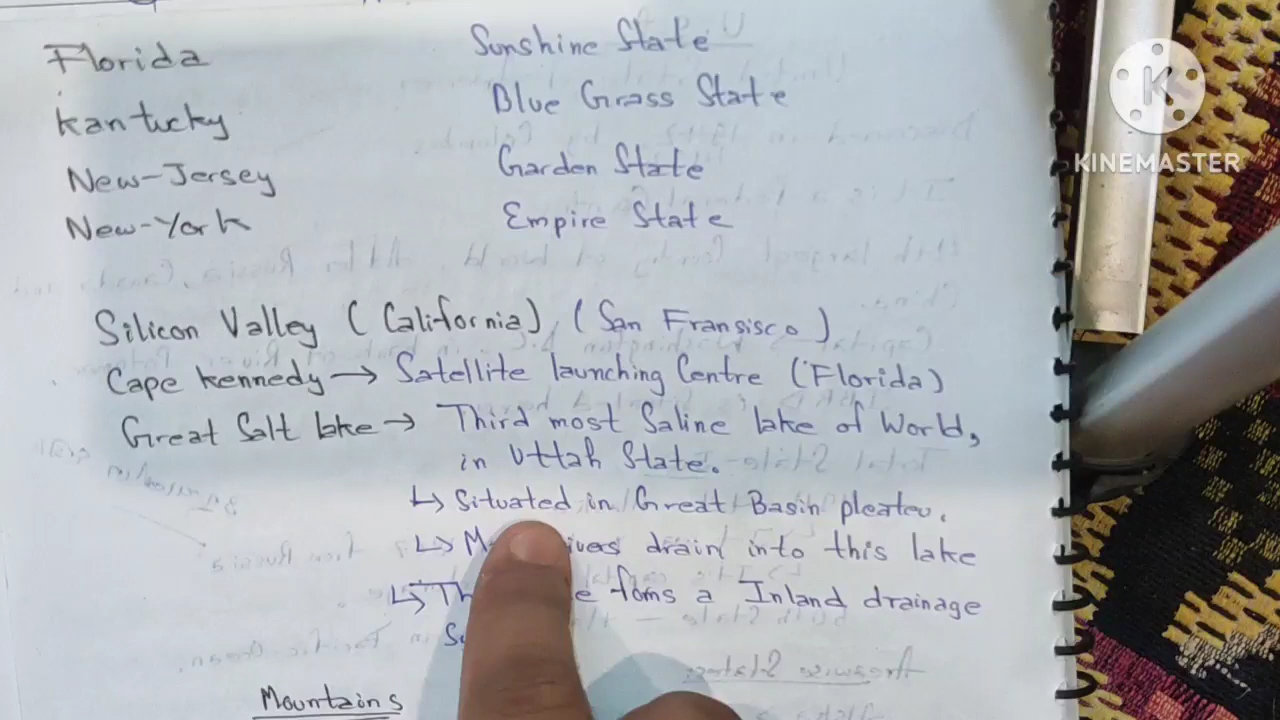 Florida Sunshine State
Kantucky Blue Grass State
New-Jersey Garden State
New-York Empire State
Silicon Valley (California) (San Fransisco)
Cape Kennedy → Satellite launching Centre (Florida)
Great Salt lake → Third most Saline lake of World,
in Uttah State.
↳ Situated in Great Basin pleateu.
↳ drain into this lake
↳ foms a Inland drainage
Mountains
KINEMASTER